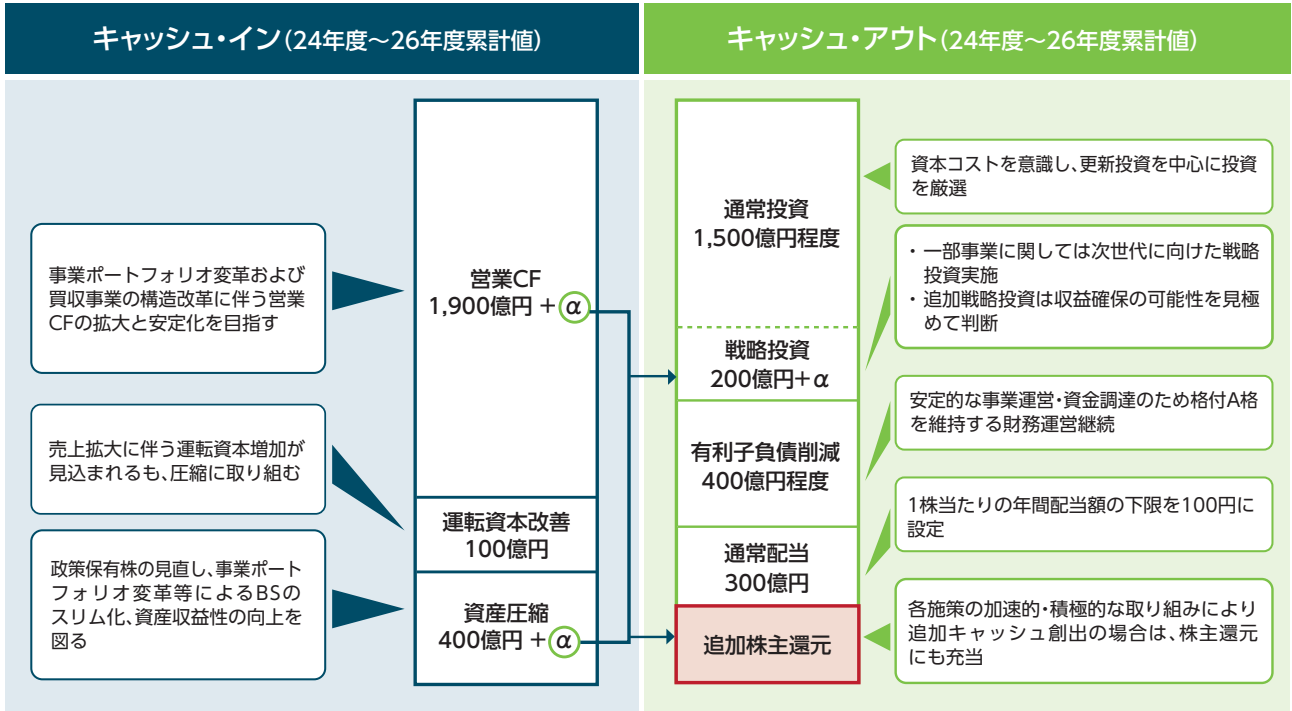 キャッシュ・イン(24年度～26年度累計値)
事業ポートフォリオ変革および
買収事業の構造改革に伴う営業
CFの拡大と安定化を目指す
売上拡大に伴う運転資本増加が
見込まれるも、圧縮に取り組む
政策保有株の見直し、事業ポート
フォリオ変革等によるBSの
スリム化、資産収益性の向上を
図る
営業CF
1,900億円 + α
運転資本改善
100億円
資産圧縮
400億円 + α
キャッシュ・アウト(24年度～26年度累計値)
通常投資
1,500億円程度
戦略投資
200億円+α
有利子負債削減
400億円程度
通常配当
300億円
追加株主還元
資本コストを意識し、更新投資を中心に投資
を厳選
・一部事業に関しては次世代に向けた戦略
投資実施
・追加戦略投資は収益確保の可能性を見極
めて判断
安定的な事業運営・資金調達のため格付A格
を維持する財務運営継続
1株当たりの年間配当額の下限を100円に
設定
各施策の加速的・積極的な取り組みにより
追加キャッシュ創出の場合は、株主還元
にも充当